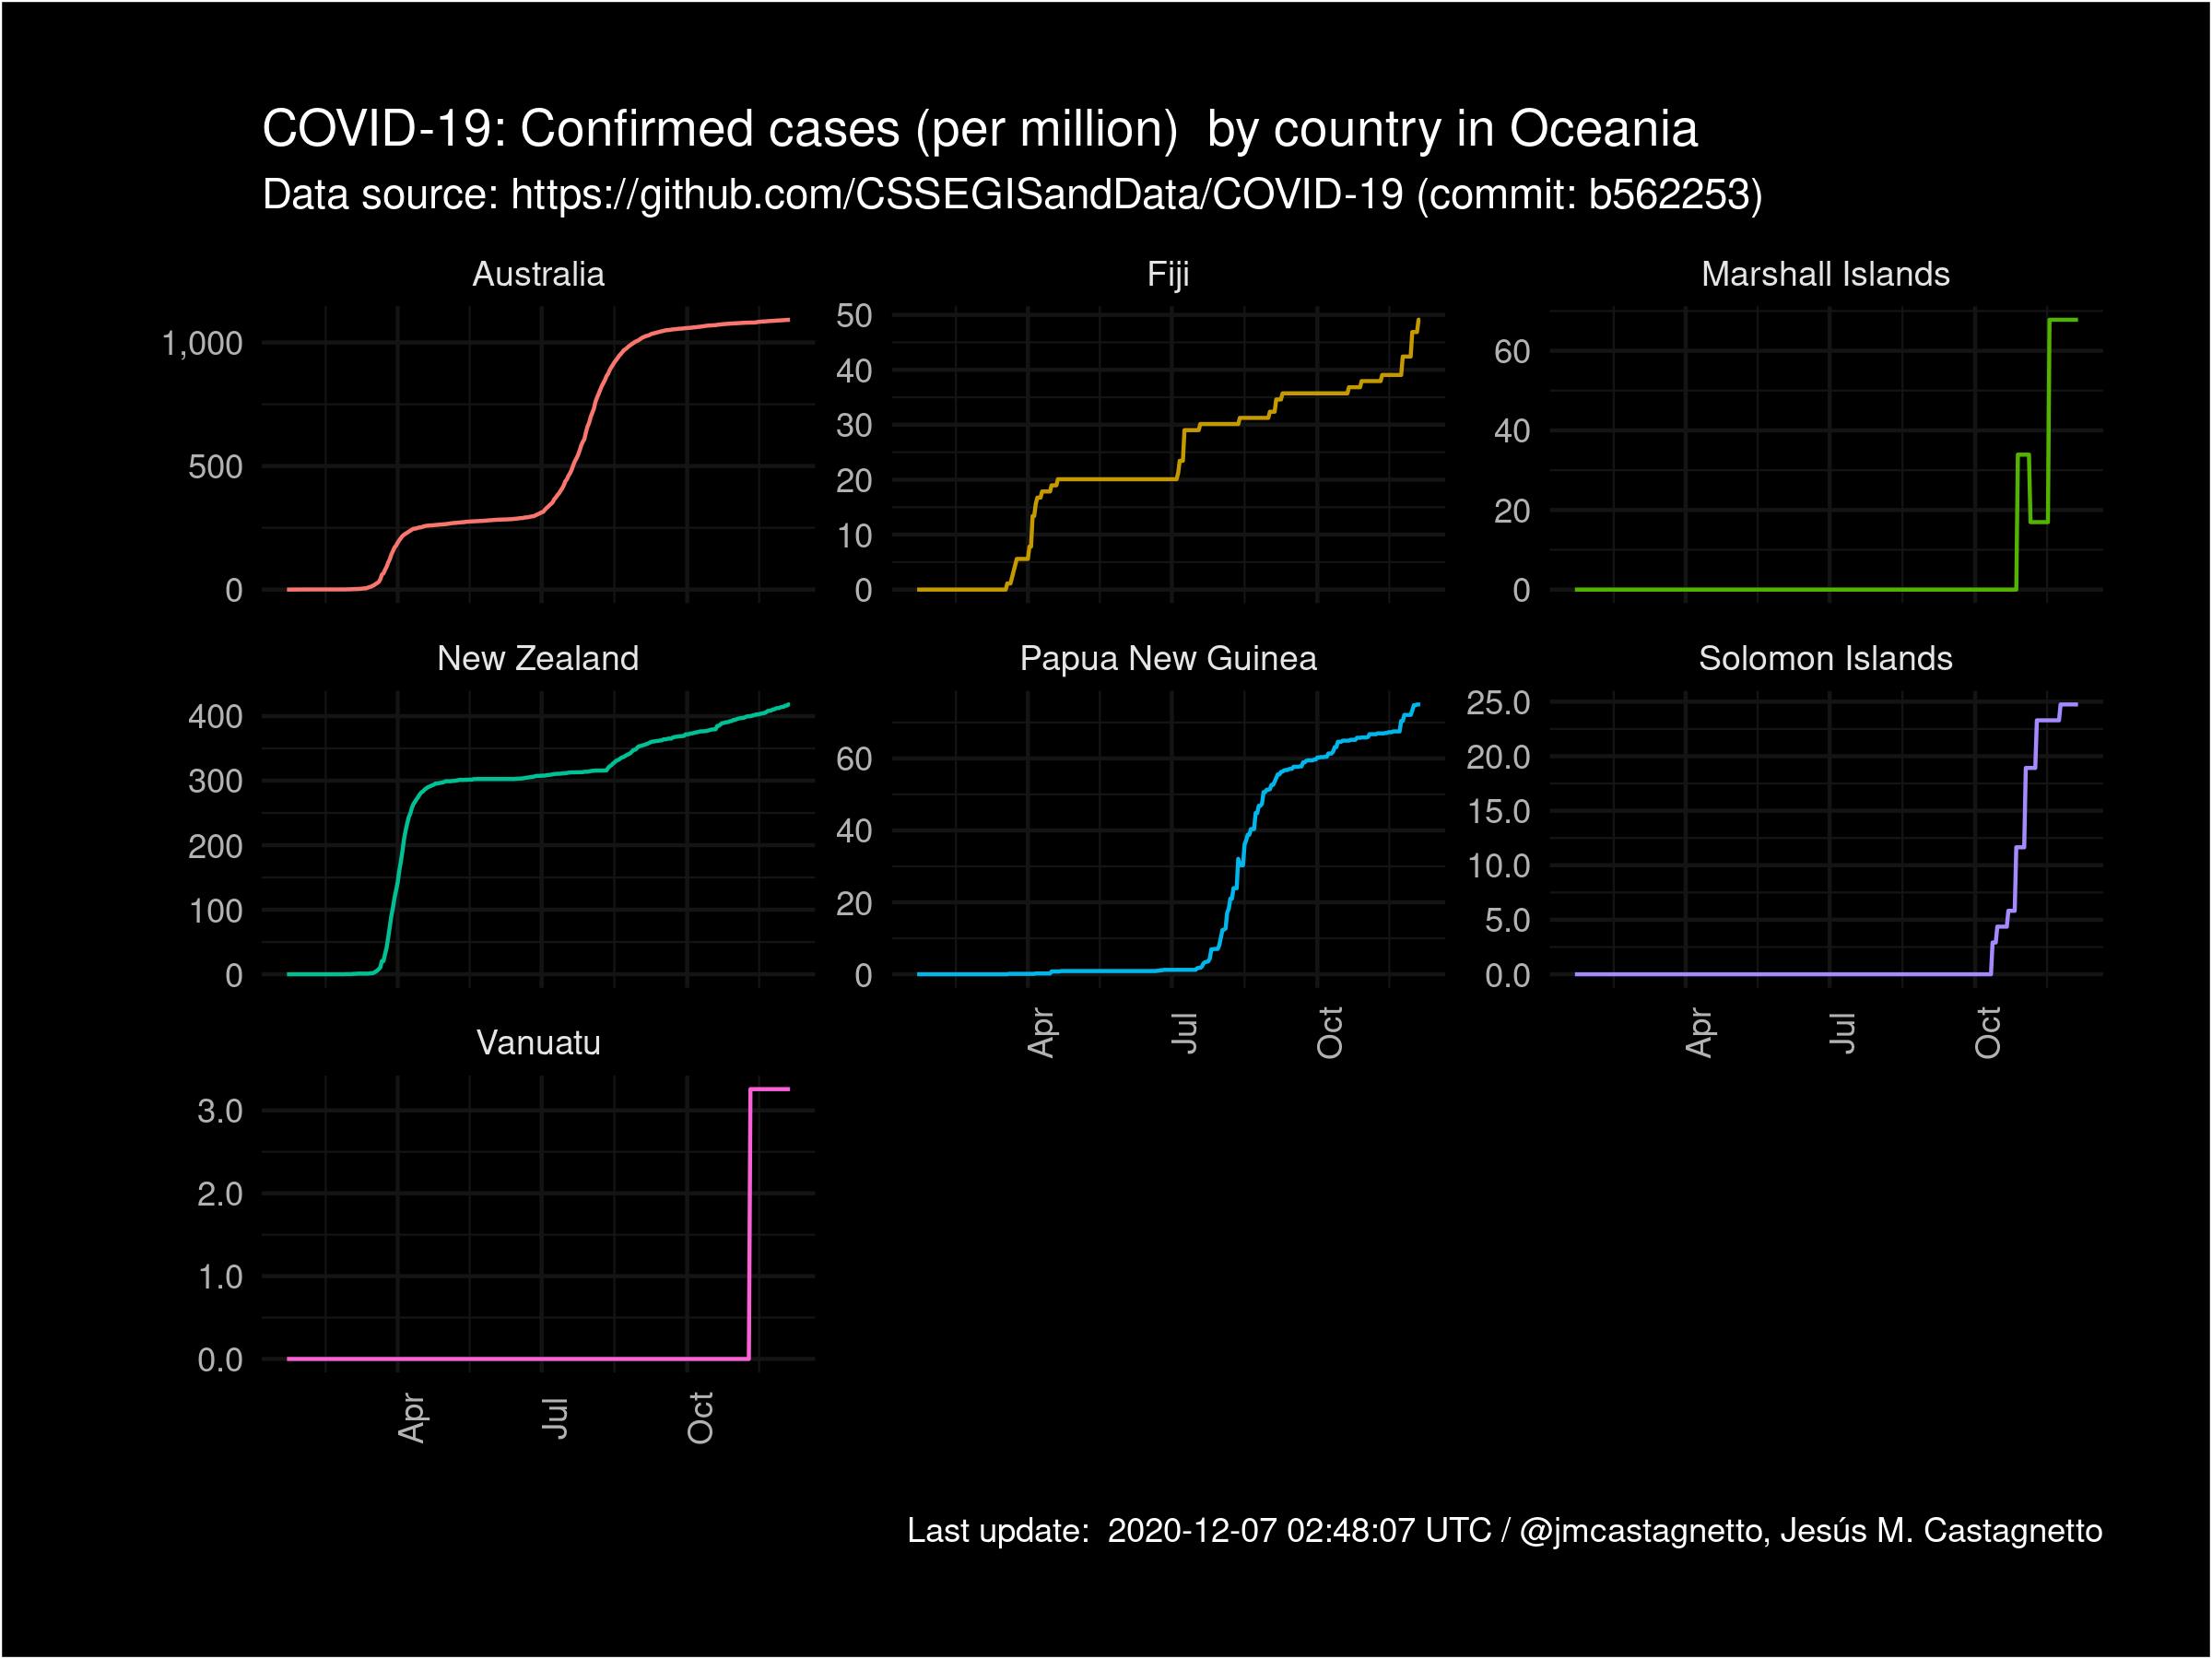 COVID-19: Confirmed cases (per million)  by country in Oceania
Data source: https://github.com/CSSEGISandData/COVID-19 (commit: b562253)
Australia
1,000
500
0
Fiji
50
40
30
20
10
0
Marshall Islands
60
40
20
0
New Zealand
400
300
200
100
0
Papua New Guinea
60
40
20
0
Apr
Jul
Oct
Solomon Islands
25.0
20.0
15.0
10.0
5.0
0.0
Apr
Jul
Oct
Vanuatu
3.0
2.0
1.0
0.0
Apr
Jul
Oct
Last update:  2020-12-07 02:48:07 UTC / @jmcastagnetto, Jesús M. Castagnetto